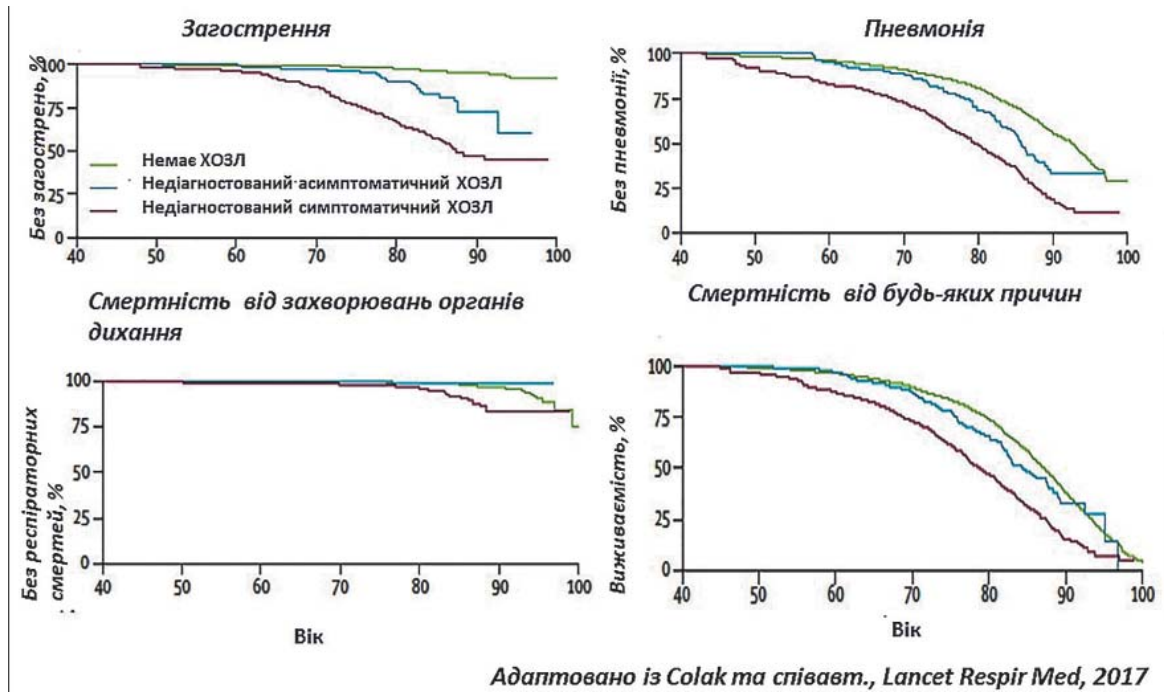 Загострення
Без загострень, %
100
75
50
25
0
Немає ХОЗЛ
Недіагностований асимптоматичний ХОЗЛ
Недіагностований симптоматичний ХОЗЛ
40 50 60 70 80 90 100
Пневмонія
Без пневмонії, %
100
75
50
25
0
40 50 60 70 80 90 100
Смертність від захворювань органів
дихання
Без респіраторних
смертей, %
100
75
50
25
0
40 50 60 70 80 90 100
Вік
Смертність від будь-яких причин
Виживаємість, %
100
75
50
25
0
40 50 60 70 80 90 100
Вік
Адаптовано із Colak та співавт., Lancet Respir Med, 2017